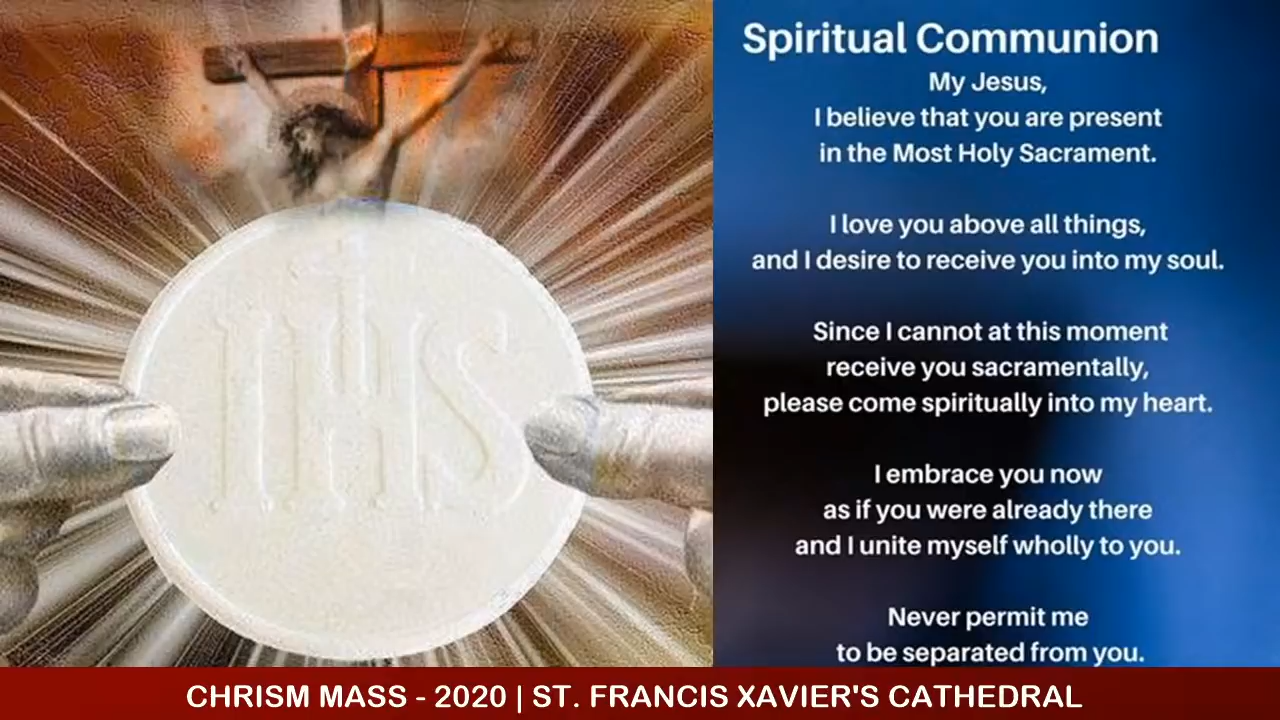 IHS
Spiritual Communion
My Jesus,
I believe that you are present
in the Most Holy Sacrament.
I love you above all things,
and I desire to receive you into my soul.
Since I cannot at this moment
receive you sacramentally,
please come spiritually into my heart.
I embrace you now
as if you were already there
and I unite myself wholly to you.
Never permit me
to be separated from you.
CHRISM MASS - 2020 | ST. FRANCIS XAVIER'S CATHEDRAL